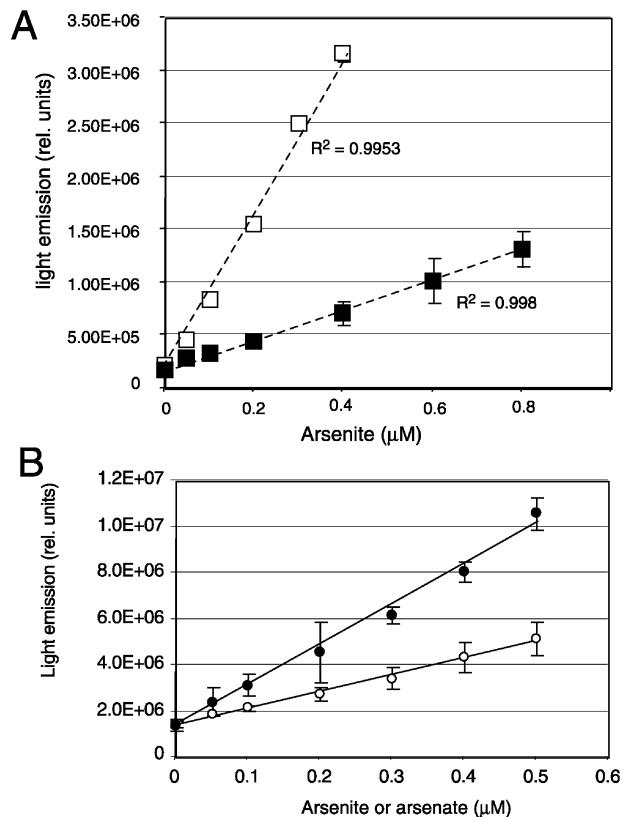 A
3.50E+06
3.00E+06
2.50E+06
2.00E+06
1.50E+06
1.00E+06
5.00E+05
0
light emission (rel. units)
R² = 0.9953
R² = 0.998
0 0.2 0.4 0.6 0.8
Arsenite (µM)
B
1.2E+07
1.0E+07
8.0E+06
6.0E+06
4.0E+06
2.0E+06
0
Light emission (rel. units)
0 0.1 0.2 0.3 0.4 0.5 0.6
Arsenite or arsenate (µM)